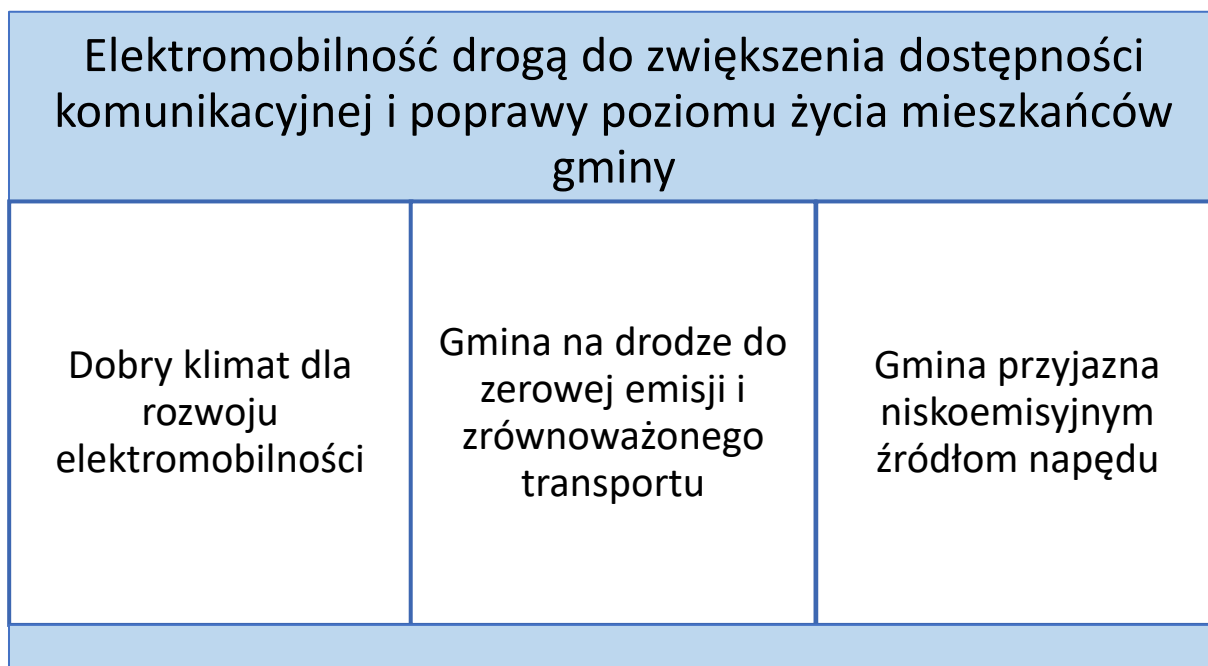 Elektromobilność drogą do zwiększenia dostępności
komunikacyjnej i poprawy poziomu życia mieszkańców
gminy
Dobry klimat dla
rozwoju
elektromobilności
Gmina na drodze do
zerowej emisji i
zrównoważonego
transportu
Gmina przyjazna
niskoemisyjnym
źródłom napędu